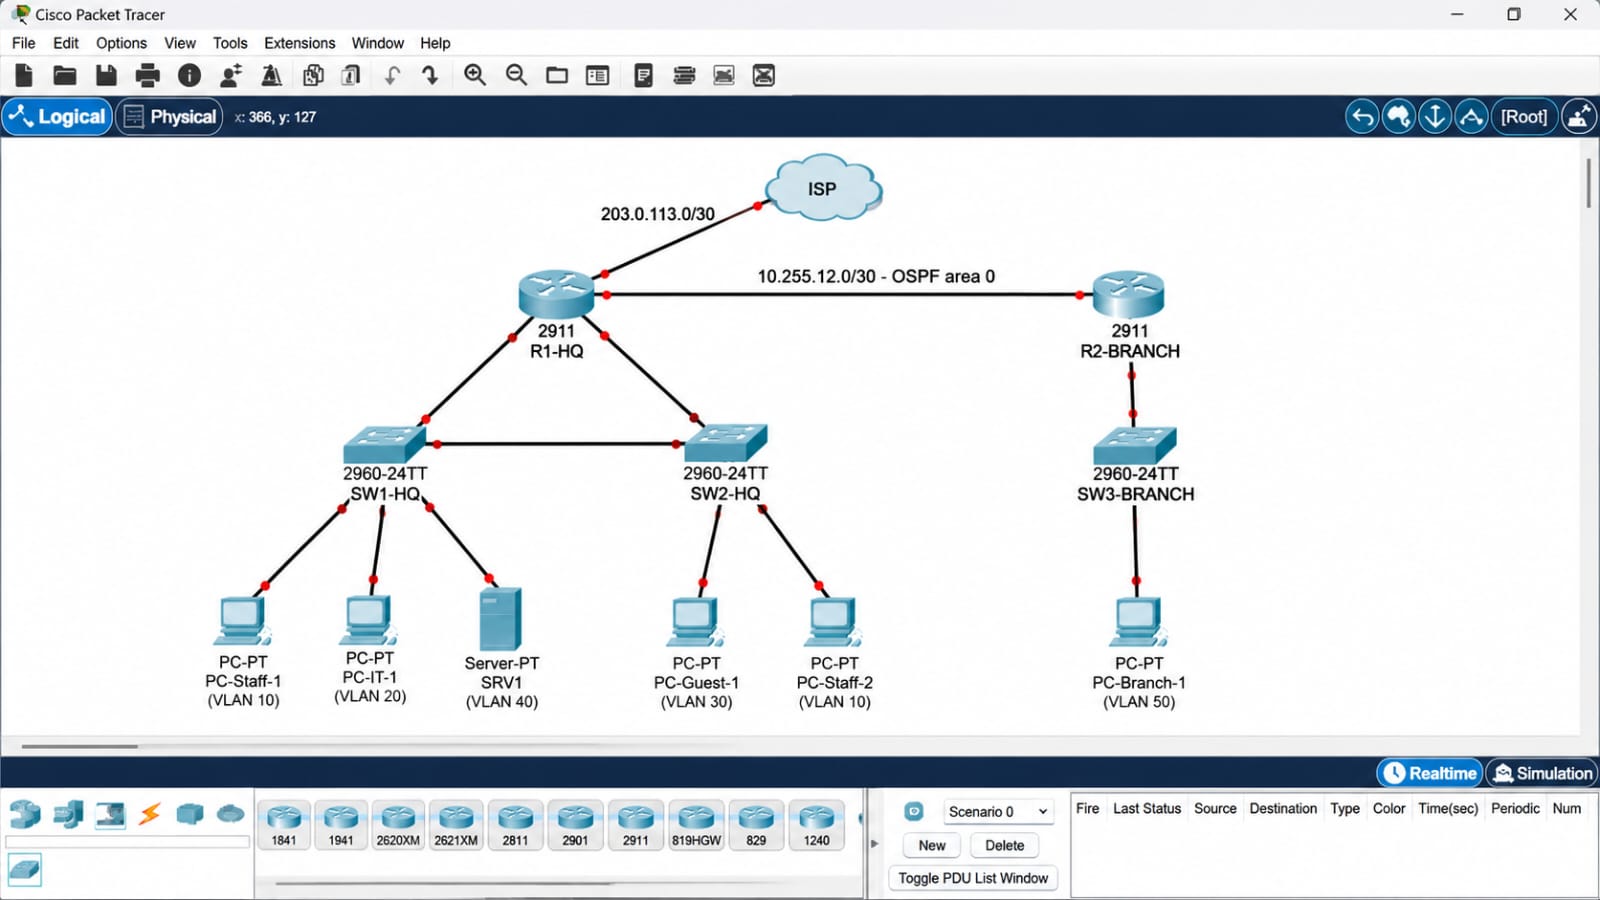 Cisco Packet Tracer
File Edit Options View Tools Extensions Window Help
Logical Physical x: 366, y: 127 [Root]
ISP
203.0.113.0/30
10.255.12.0/30 - OSPF area 0
2911
R1-HQ
2911
R2-BRANCH
2960-24TT
SW1-HQ
2960-24TT
SW2-HQ
2960-24TT
SW3-BRANCH
PC-PT
PC-Staff-1
(VLAN 10)
PC-PT
PC-IT-1
(VLAN 20)
Server-PT
SRV1
(VLAN 40)
PC-PT
PC-Guest-1
(VLAN 30)
PC-PT
PC-Staff-2
(VLAN 10)
PC-PT
PC-Branch-1
(VLAN 50)
Realtime Simulation
1841 1941 2620XM 2621XM 2811 2901 2911 819HGW 829 1240
Scenario 0
New Delete
Toggle PDU List Window
Fire Last Status Source Destination Type Color Time(sec) Periodic Num